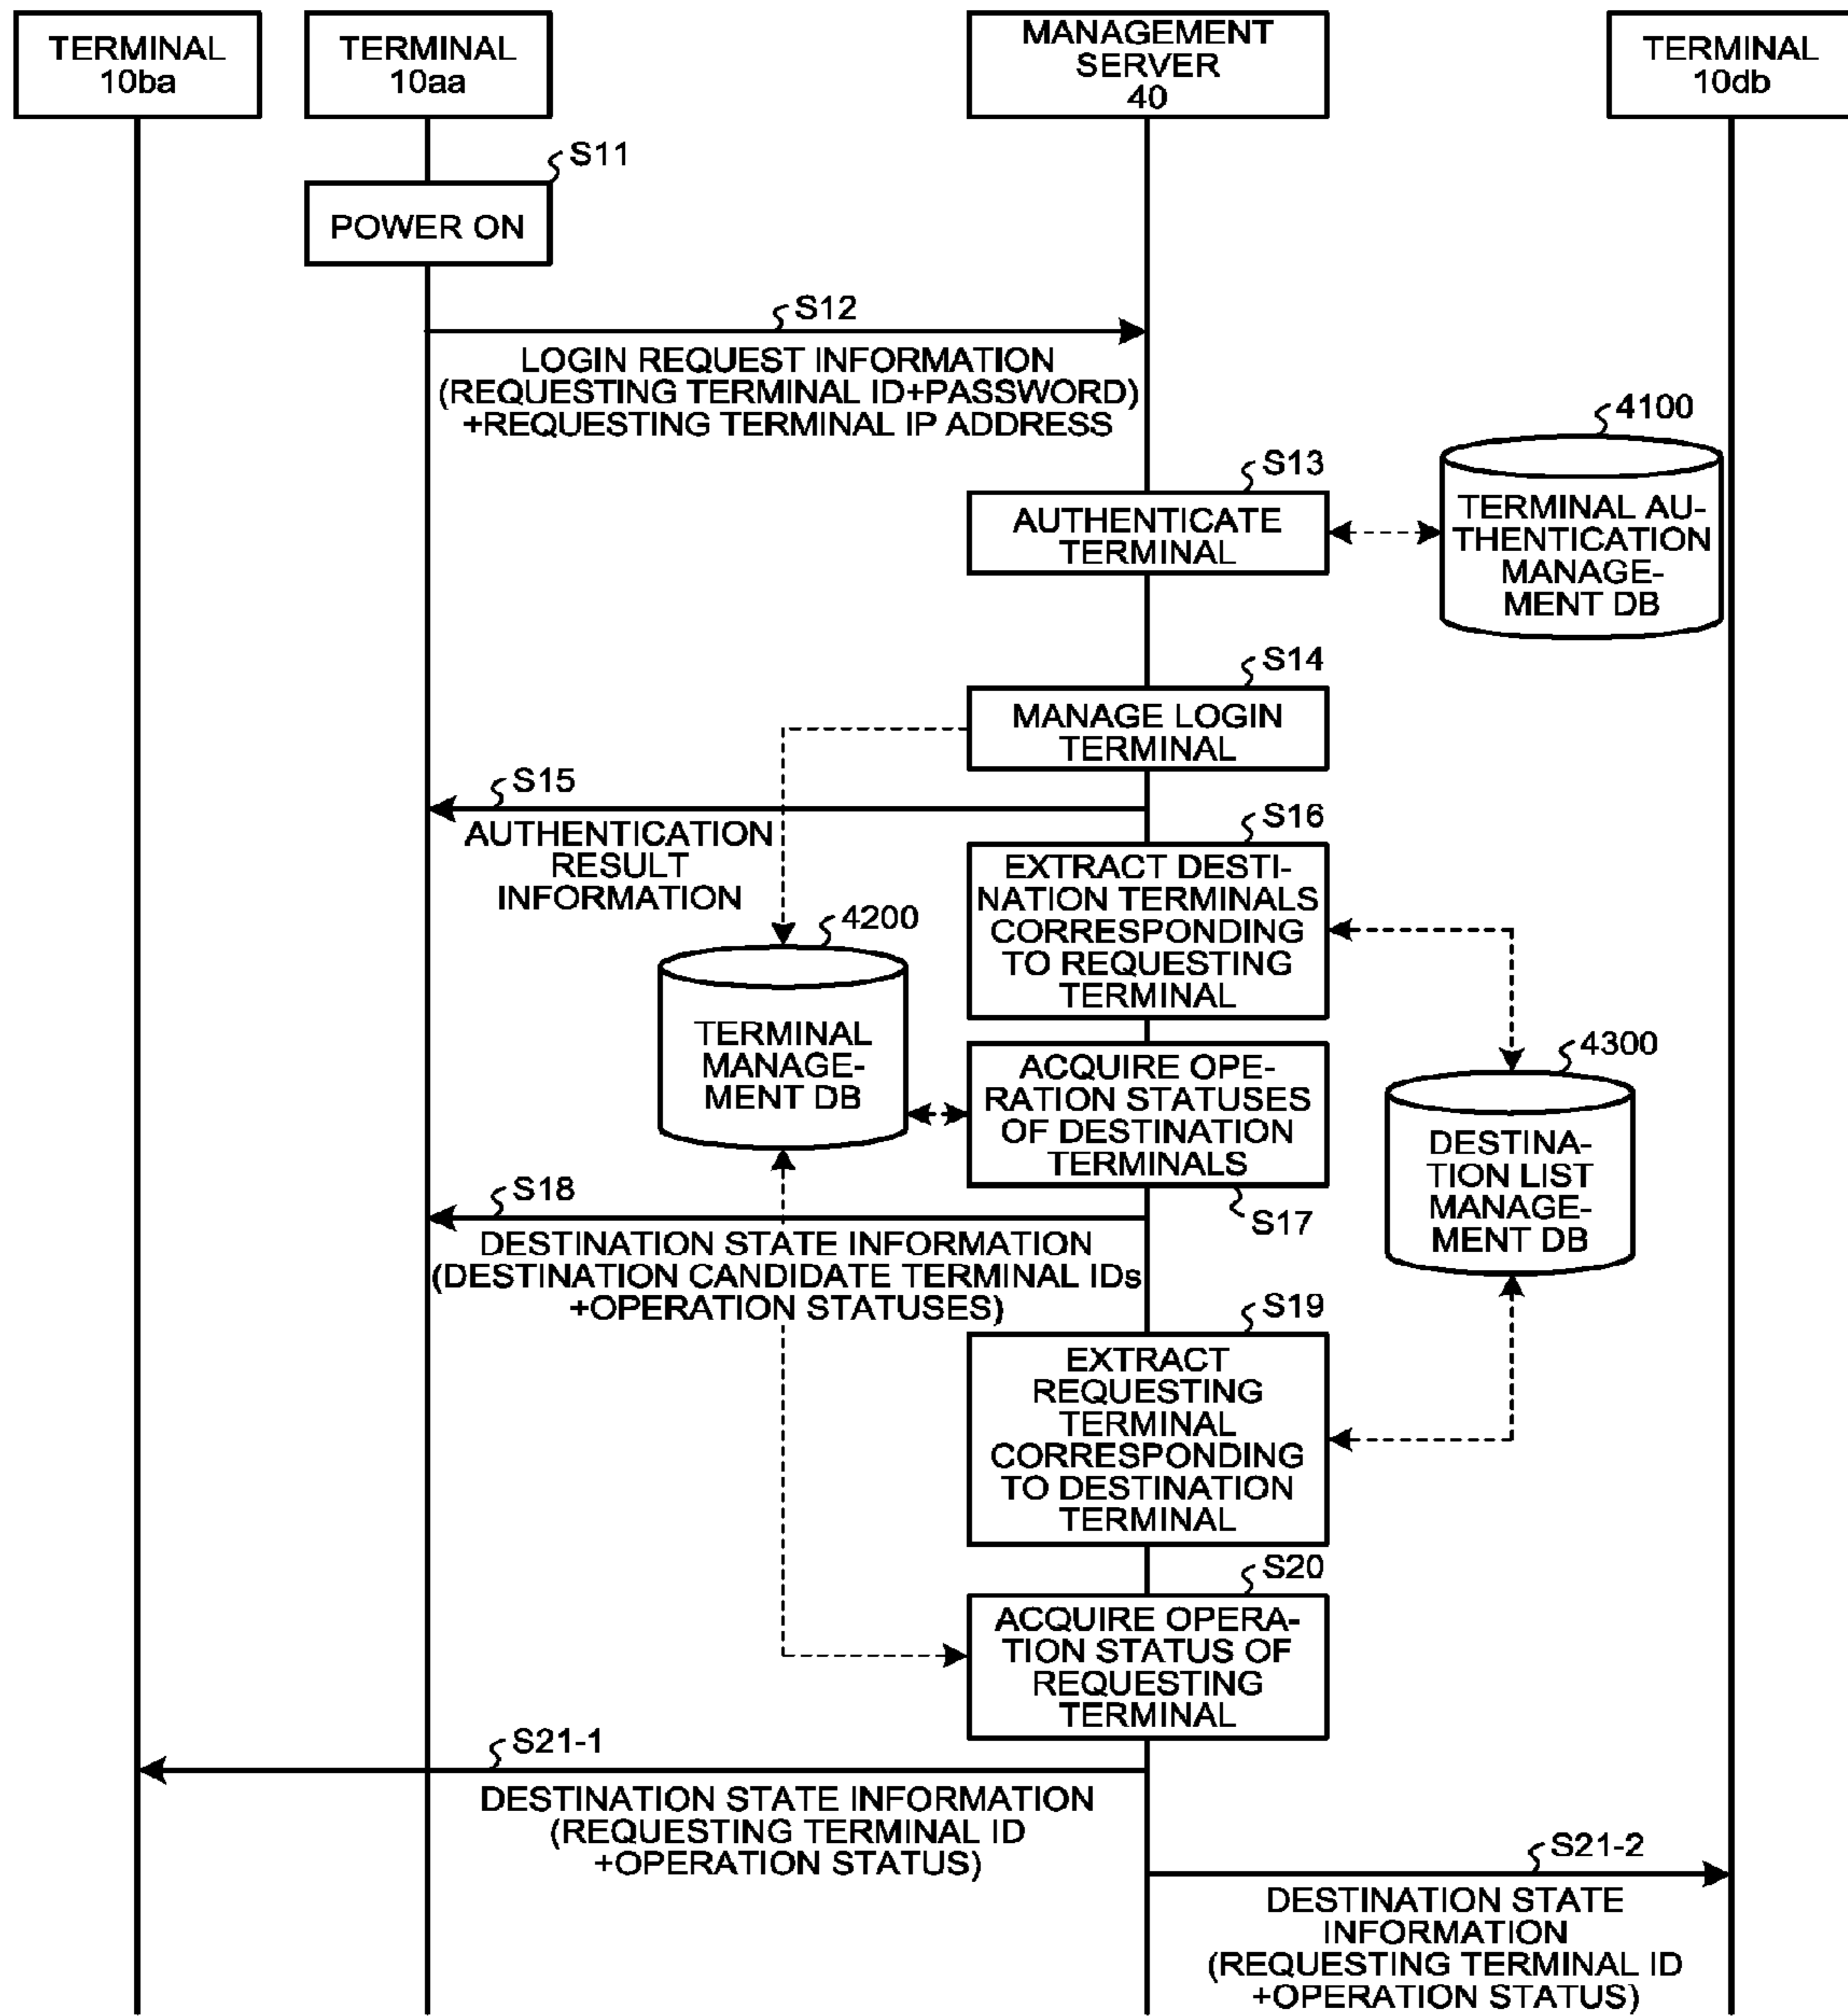 TERMINAL
10ba
TERMINAL
10aa
MANAGEMENT
SERVER
40
TERMINAL
10db
S11
POWER ON
S12
LOGIN REQUEST INFORMATION
(REQUESTING TERMINAL ID+PASSWORD)
+REQUESTING TERMINAL IP ADDRESS
4100
S13
AUTHENTICATE
TERMINAL
TERMINAL AU-
THENTICATION
MANAGE-
MENT DB
S14
MANAGE LOGIN
TERMINAL
S15
AUTHENTICATION
RESULT
INFORMATION
S16
EXTRACT DESTI-
NATION TERMINALS
CORRESPONDING
TO REQUESTING
TERMINAL
4200
TERMINAL
MANAGE-
MENT DB
ACQUIRE OPE-
RATION STATUSES
OF DESTINATION
TERMINALS
S17
4300
DESTINA-
TION LIST
MANAGE-
MENT DB
S18
DESTINATION STATE INFORMATION
(DESTINATION CANDIDATE TERMINAL IDs
+OPERATION STATUSES)
S19
EXTRACT
REQUESTING
TERMINAL
CORRESPONDING
TO DESTINATION
TERMINAL
S20
ACQUIRE OPERA-
TION STATUS OF
REQUESTING
TERMINAL
S21-1
DESTINATION STATE INFORMATION
(REQUESTING TERMINAL ID
+OPERATION STATUS)
S21-2
DESTINATION STATE
INFORMATION
(REQUESTING TERMINAL ID
+OPERATION STATUS)